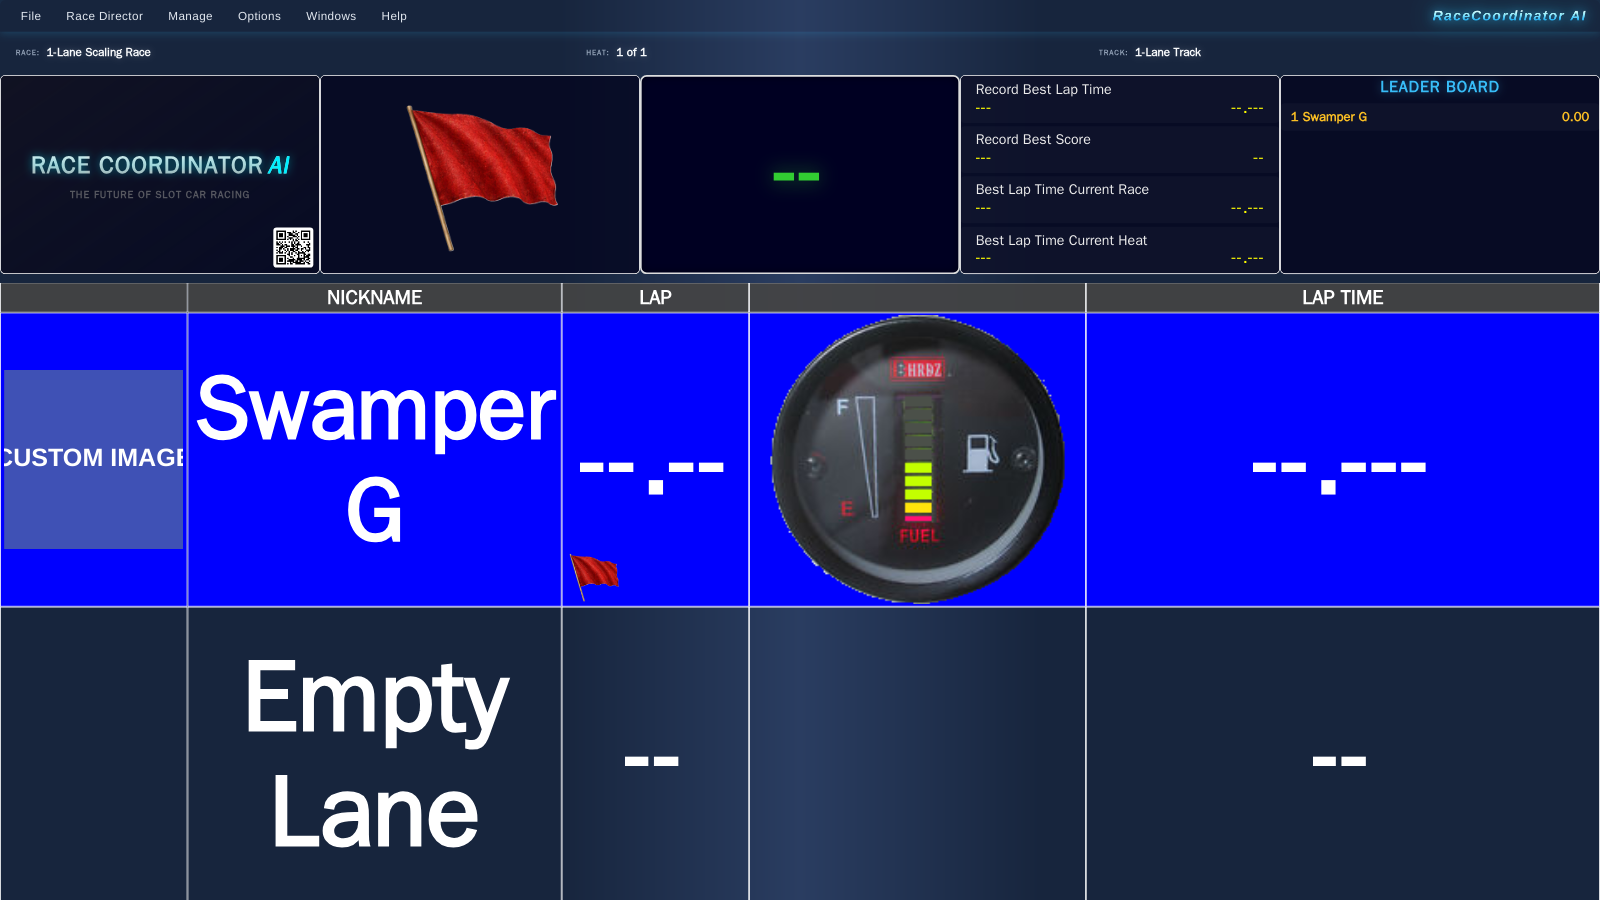 File Race Director Manage Options Windows Help RaceCoordinator AI
RACE: 1-Lane Scaling Race HEAT: 1 of 1 TRACK: 1-Lane Track
RACE COORDINATOR AI
THE FUTURE OF SLOT CAR RACING
--
Record Best Lap Time
--- --.---
Record Best Score
--- --
Best Lap Time Current Race
--- --.---
Best Lap Time Current Heat
--- --.---
LEADER BOARD
1 Swamper G 0.00
NICKNAME LAP LAP TIME
CUSTOM IMAGE
Swamper
G
--.--
HRDZ
F
E
FUEL
--.---
Empty
Lane
--
--